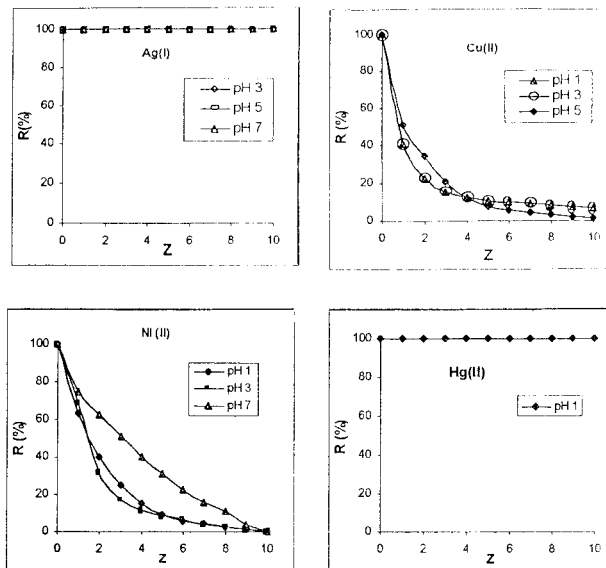 Ag(I)
R(%)
100
80
60
40
20
0
pH 3
pH 5
pH 7
0 2 4 6 8 10
Z
Cu(II)
R (%)
100
80
60
40
20
0
pH 1
pH 3
pH 5
0 2 4 6 8 10
Z
NI (II)
R (%)
100
80
60
40
20
0
pH 1
pH 3
pH 7
0 2 4 6 8 10
Z
Hg(II)
R (%)
100
80
60
40
20
0
pH 1
0 2 4 6 8 10
Z